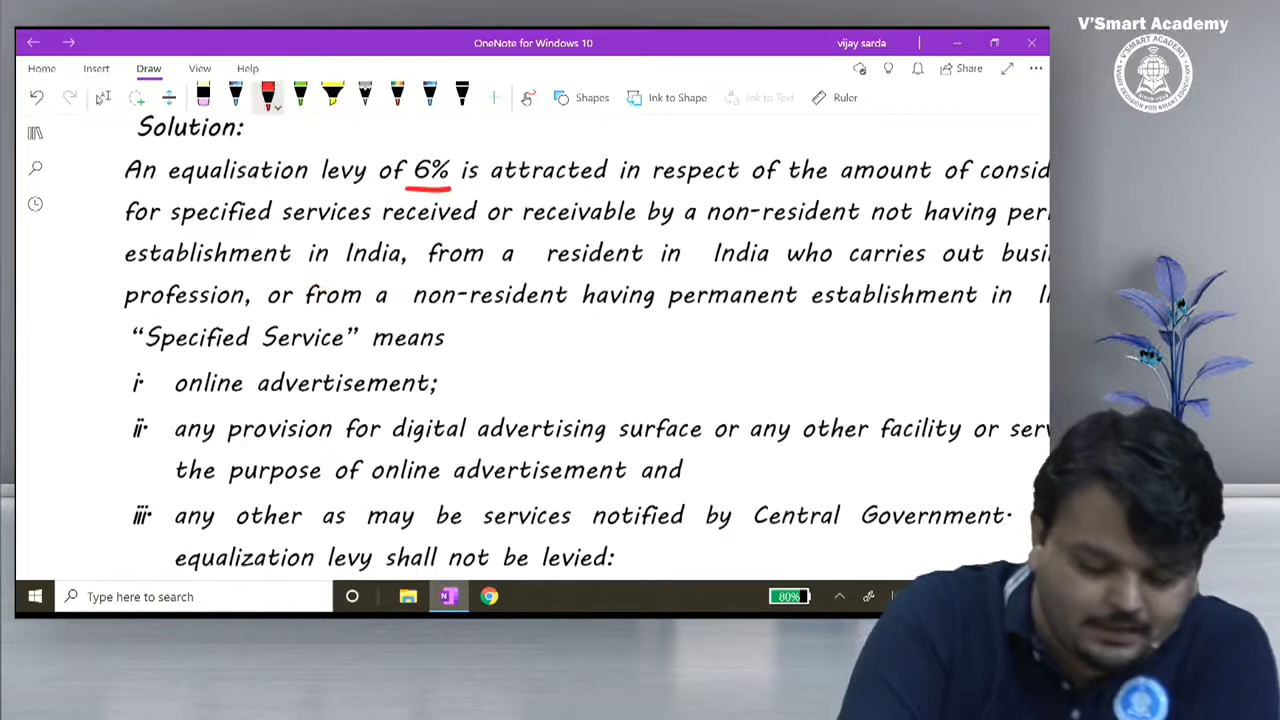 V'Smart Academy
OneNote for Windows 10
vijay sarda
Home Insert Draw View Help
Share
Shapes Ink to Shape Ink to Text Ruler
Solution:
An equalisation levy of 6% is attracted in respect of the amount of consid
for specified services received or receivable by a non-resident not having per
establishment in India, from a resident in India who carries out busi
profession, or from a non-resident having permanent establishment in I
“Specified Service” means
i. online advertisement;
ii. any provision for digital advertising surface or any other facility or serv
the purpose of online advertisement and
iii. any other as may be services notified by Central Government.
equalization levy shall not be levied:
Type here to search
80%